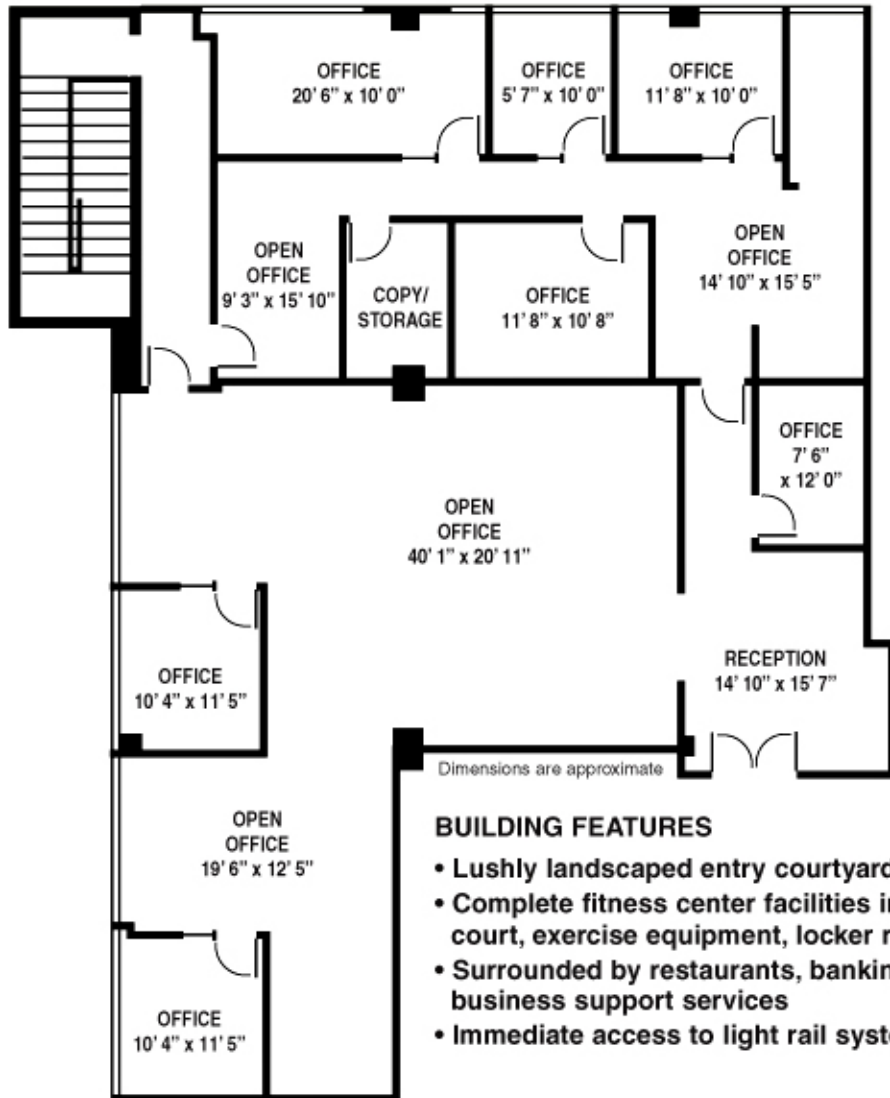 OFFICE
20' 6" x 10' 0"
OFFICE
5' 7" x 10' 0"
OFFICE
11' 8" x 10' 0"
OPEN
OFFICE
9' 3" x 15' 10"
COPY/
STORAGE
OFFICE
11' 8" x 10' 8"
OPEN
OFFICE
14' 10" x 15' 5"
OFFICE
7' 6"
x 12' 0"
OPEN
OFFICE
40' 1" x 20' 11"
OFFICE
10' 4" x 11' 5"
RECEPTION
14' 10" x 15' 7"
Dimensions are approximate
OPEN
OFFICE
19' 6" x 12' 5"
OFFICE
10' 4" x 11' 5"
BUILDING FEATURES
• Lushly landscaped entry courtyard
• Complete fitness center facilities
court, exercise equipment, locker
• Surrounded by restaurants,
business support services
• Immediate access to light rail